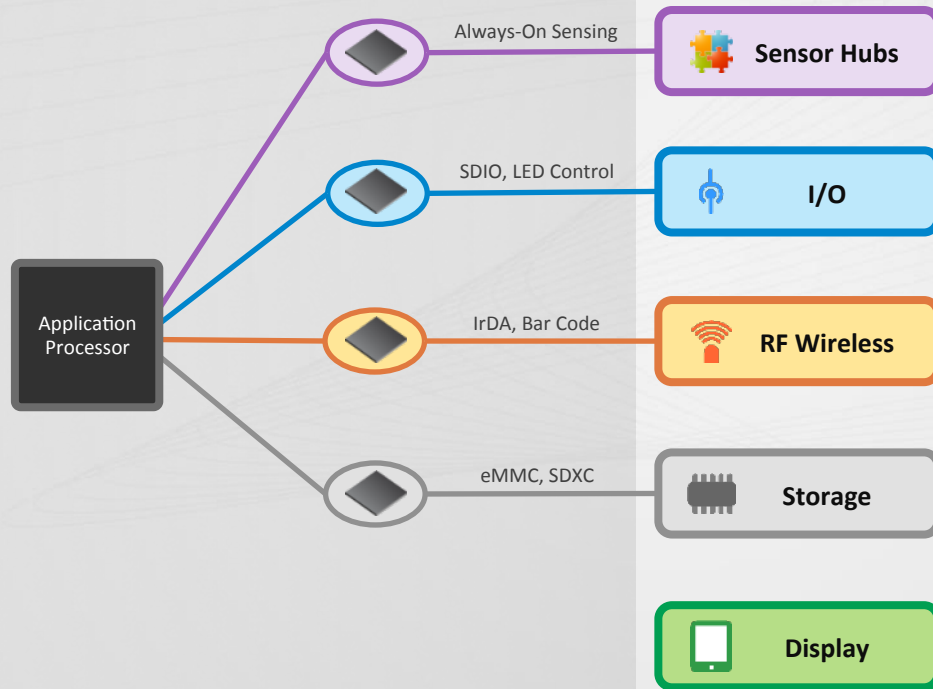 Always-On Sensing
Sensor Hubs
SDIO, LED Control
I/O
Application
Processor
IrDA, Bar Code
RF Wireless
eMMC, SDXC
Storage
Display